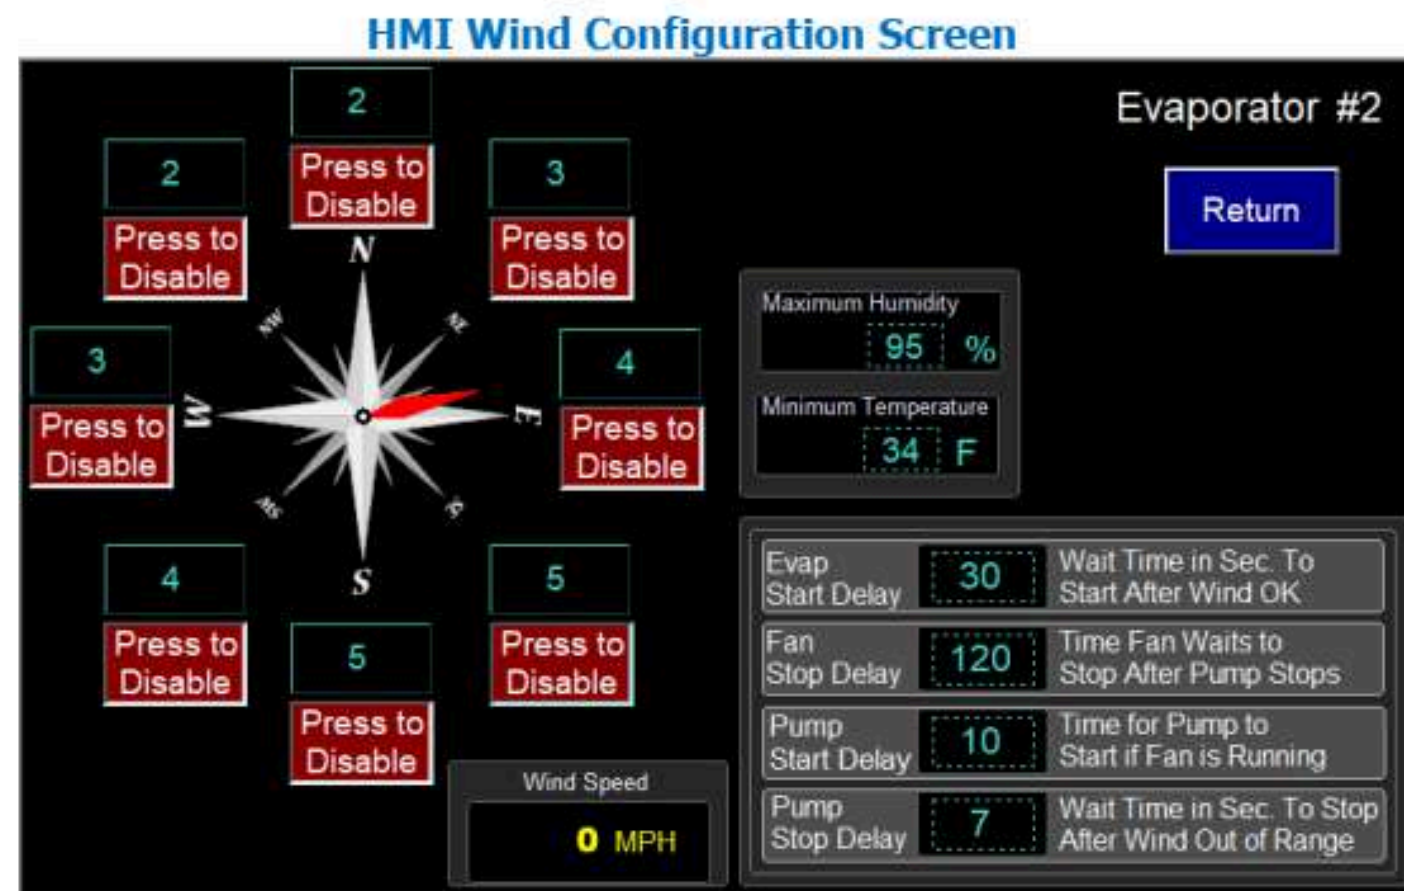 HMI Wind Configuration Screen
Evaporator #2
Return
2
Press to
Disable
2
Press to
Disable
3
Press to
Disable
N
NW
NE
3
Press to
Disable
W
E
4
Press to
Disable
SW
S
4
Press to
Disable
5
Press to
Disable
5
Press to
Disable
Maximum Humidity
95 %
Minimum Temperature
34 F
Evap
Start Delay
30
Wait Time in Sec. To
Start After Wind OK
Fan
Stop Delay
120
Time Fan Waits to
Stop After Pump Stops
Pump
Start Delay
10
Time for Pump to
Start if Fan is Running
Pump
Stop Delay
7
Wait Time in Sec. To Stop
After Wind Out of Range
Wind Speed
0 MPH